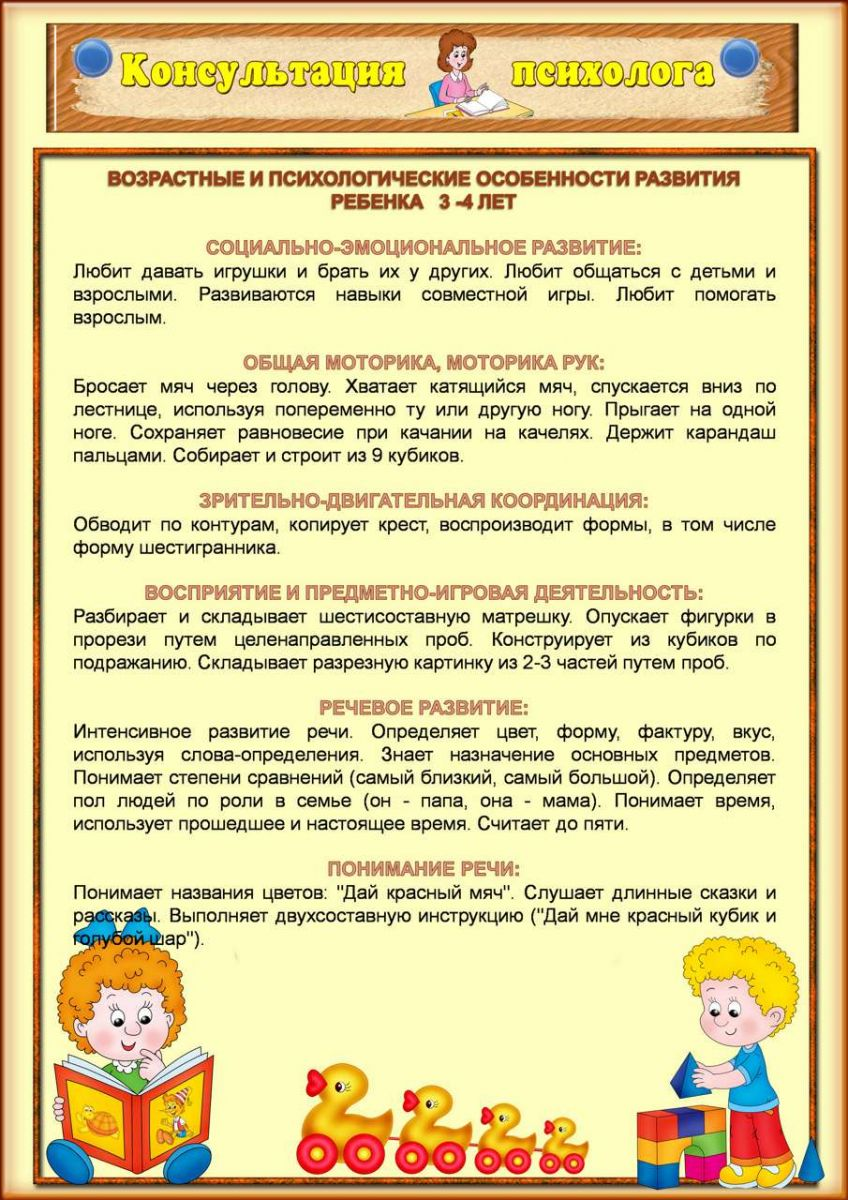 Консультация психолога
ВОЗРАСТНЫЕ И ПСИХОЛОГИЧЕСКИЕ ОСОБЕННОСТИ РАЗВИТИЯ
РЕБЕНКА 3 -4 ЛЕТ
СОЦИАЛЬНО-ЭМОЦИОНАЛЬНОЕ РАЗВИТИЕ:
Любит давать игрушки и брать их у других. Любит общаться с детьми и
взрослыми. Развиваются навыки совместной игры. Любит помогать
взрослым.
ОБЩАЯ МОТОРИКА, МОТОРИКА РУК:
Бросает мяч через голову. Хватает катящийся мяч, спускается вниз по
лестнице, используя попеременно ту или другую ногу. Прыгает на одной
ноге. Сохраняет равновесие при качании на качелях. Держит карандаш
пальцами. Собирает и строит из 9 кубиков.
ЗРИТЕЛЬНО-ДВИГАТЕЛЬНАЯ КООРДИНАЦИЯ:
Обводит по контурам, копирует крест, воспроизводит формы, в том числе
форму шестигранника.
ВОСПРИЯТИЕ И ПРЕДМЕТНО-ИГРОВАЯ ДЕЯТЕЛЬНОСТЬ:
Разбирает и складывает шестисоставную матрешку. Опускает фигурки в
прорези путем целенаправленных проб. Конструирует из кубиков по
подражанию. Складывает разрезную картинку из 2-3 частей путем проб.
РЕЧЕВОЕ РАЗВИТИЕ:
Интенсивное развитие речи. Определяет цвет, форму, фактуру, вкус,
используя слова-определения. Знает назначение основных предметов.
Понимает степени сравнений (самый близкий, самый большой). Определяет
пол людей по роли в семье (он - папа, она - мама). Понимает время,
использует прошедшее и настоящее время. Считает до пяти.
ПОНИМАНИЕ РЕЧИ:
Понимает названия цветов: "Дай красный мяч". Слушает длинные сказки и
рассказы. Выполняет двухсоставную инструкцию ("Дай мне красный кубик и
голубой шар").